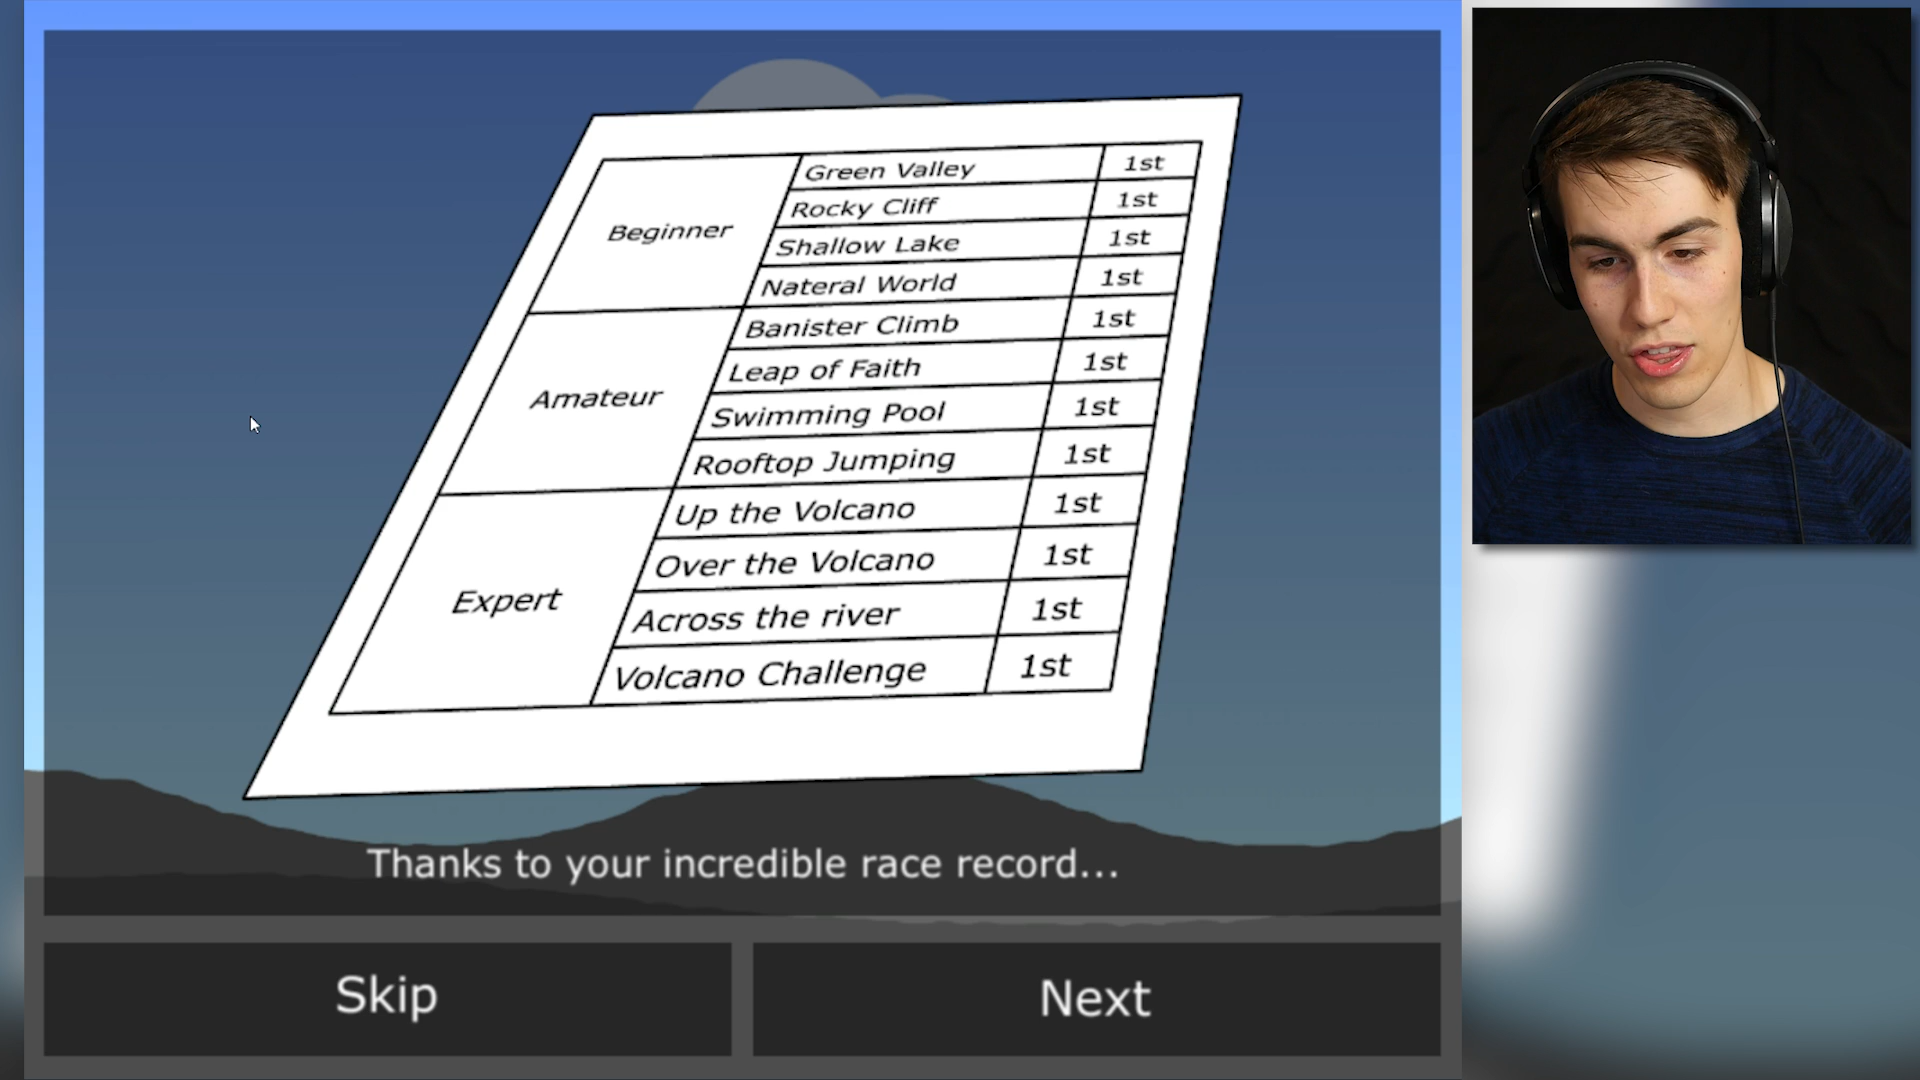 Beginner
Green Valley 1st
Rocky Cliff 1st
Shallow Lake 1st
Nateral World 1st
Amateur
Banister Climb 1st
Leap of Faith 1st
Swimming Pool 1st
Rooftop Jumping 1st
Expert
Up the Volcano 1st
Over the Volcano 1st
Across the river 1st
Volcano Challenge 1st
Thanks to your incredible race record...
Skip
Next